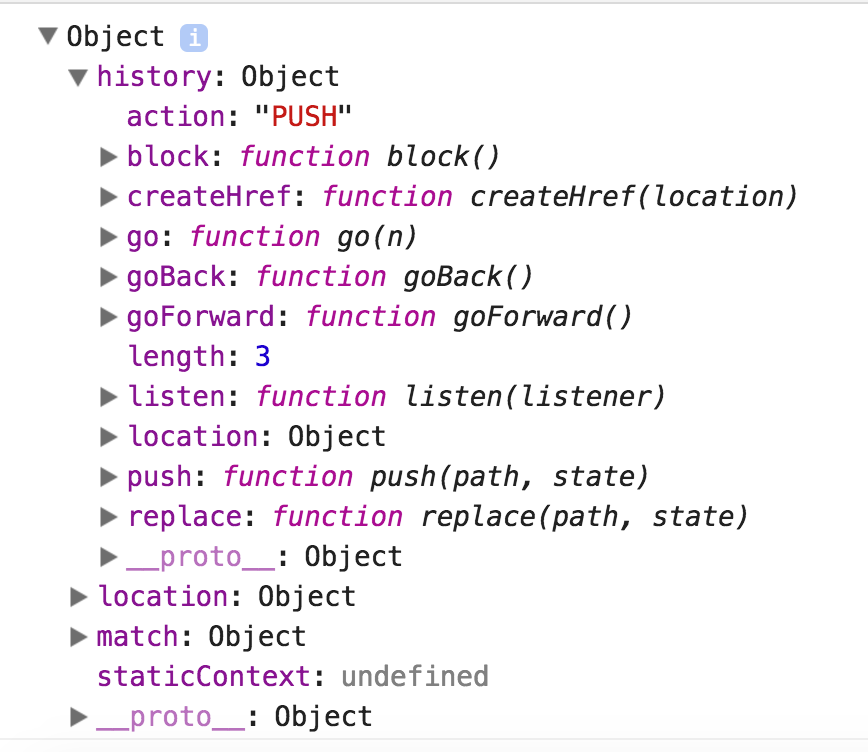 Object i
history: Object
action: "PUSH"
block: function block()
createHref: function createHref(location)
go: function go(n)
goBack: function goBack()
goForward: function goForward()
length: 3
listen: function listen(listener)
location: Object
push: function push(path, state)
replace: function replace(path, state)
__proto__: Object
location: Object
match: Object
staticContext: undefined
__proto__: Object